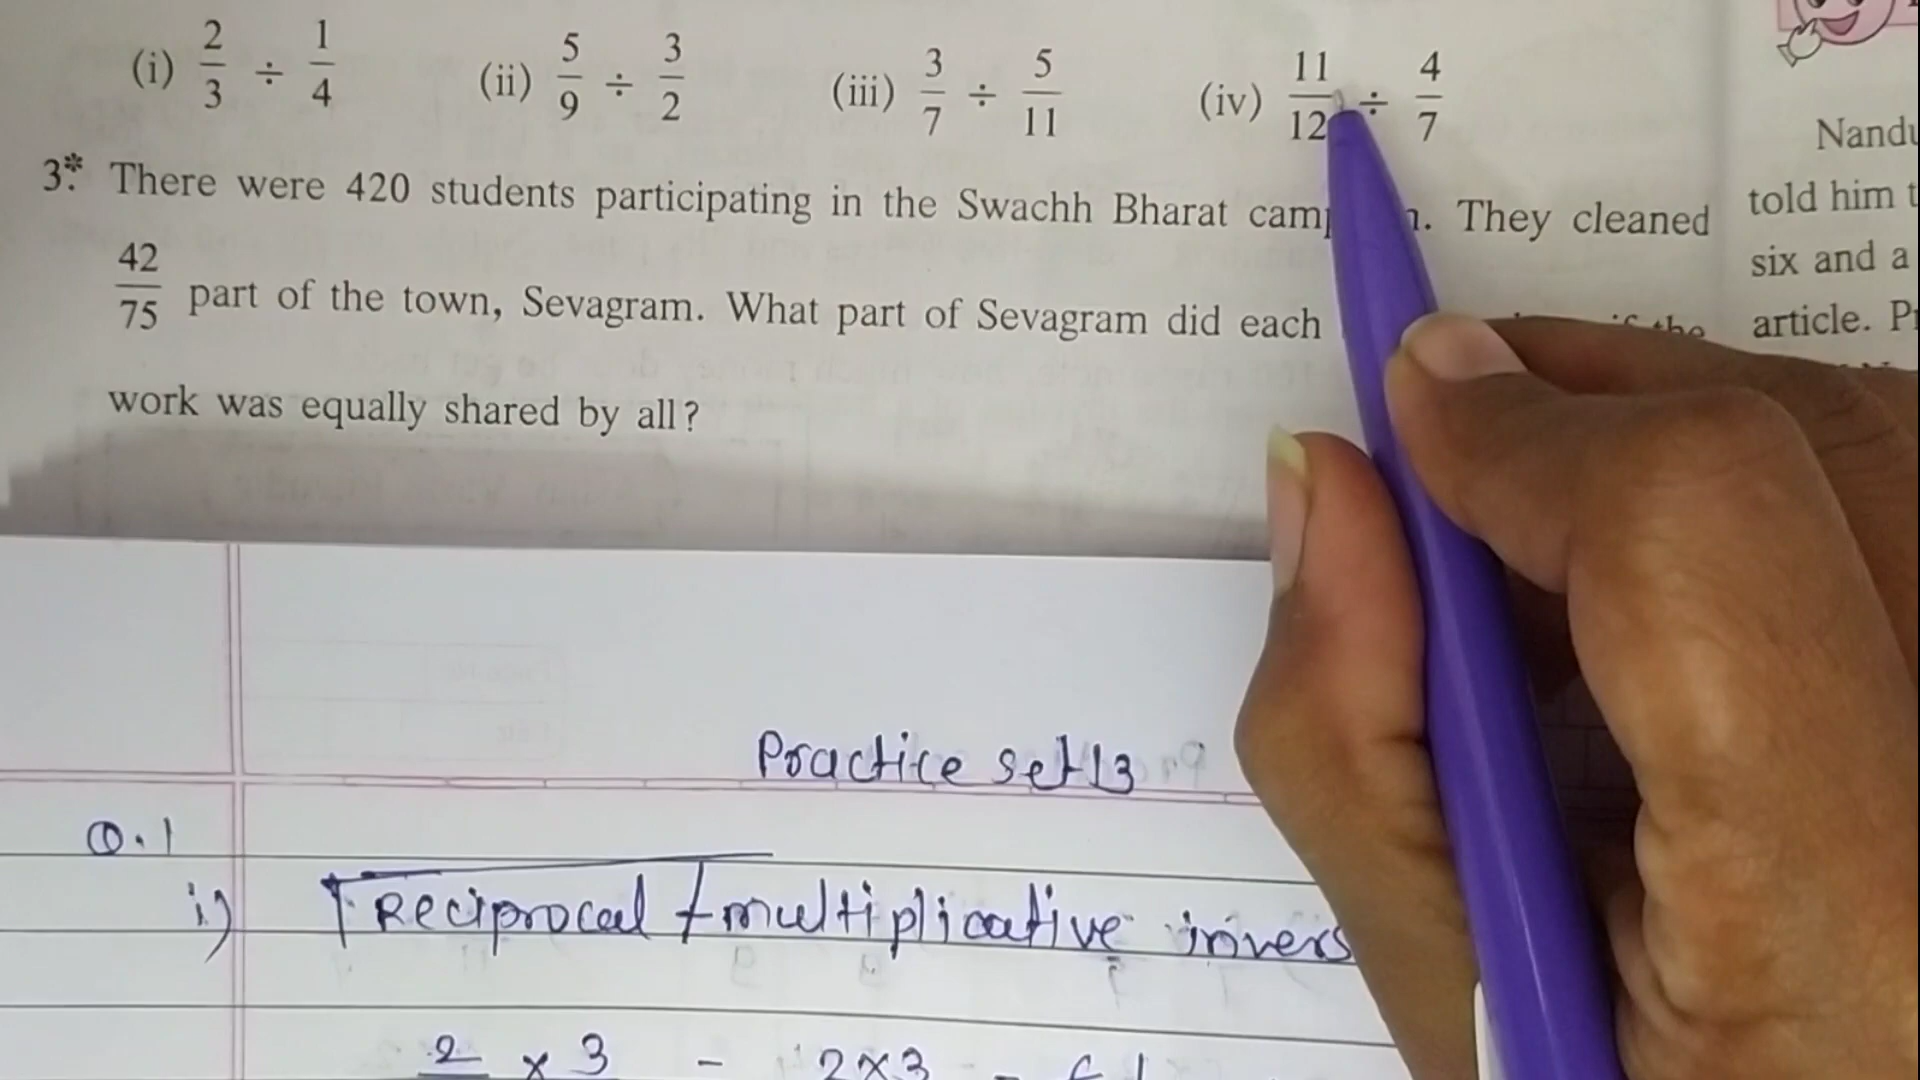 (i) 2/3 ÷ 1/4 (ii) 5/9 ÷ 3/2 (iii) 3/7 ÷ 5/11 (iv) 11/12 ÷ 4/7
3.* There were 420 students participating in the Swachh Bharat They cleaned
42/75 part of the town, Sevagram. What part of Sevagram did each the
work was equally shared by all?
told him
six and a
article.
Practice set 13
Q.1
i) Reciprocal / multiplicative invers
2 × 3 - 2×3 -